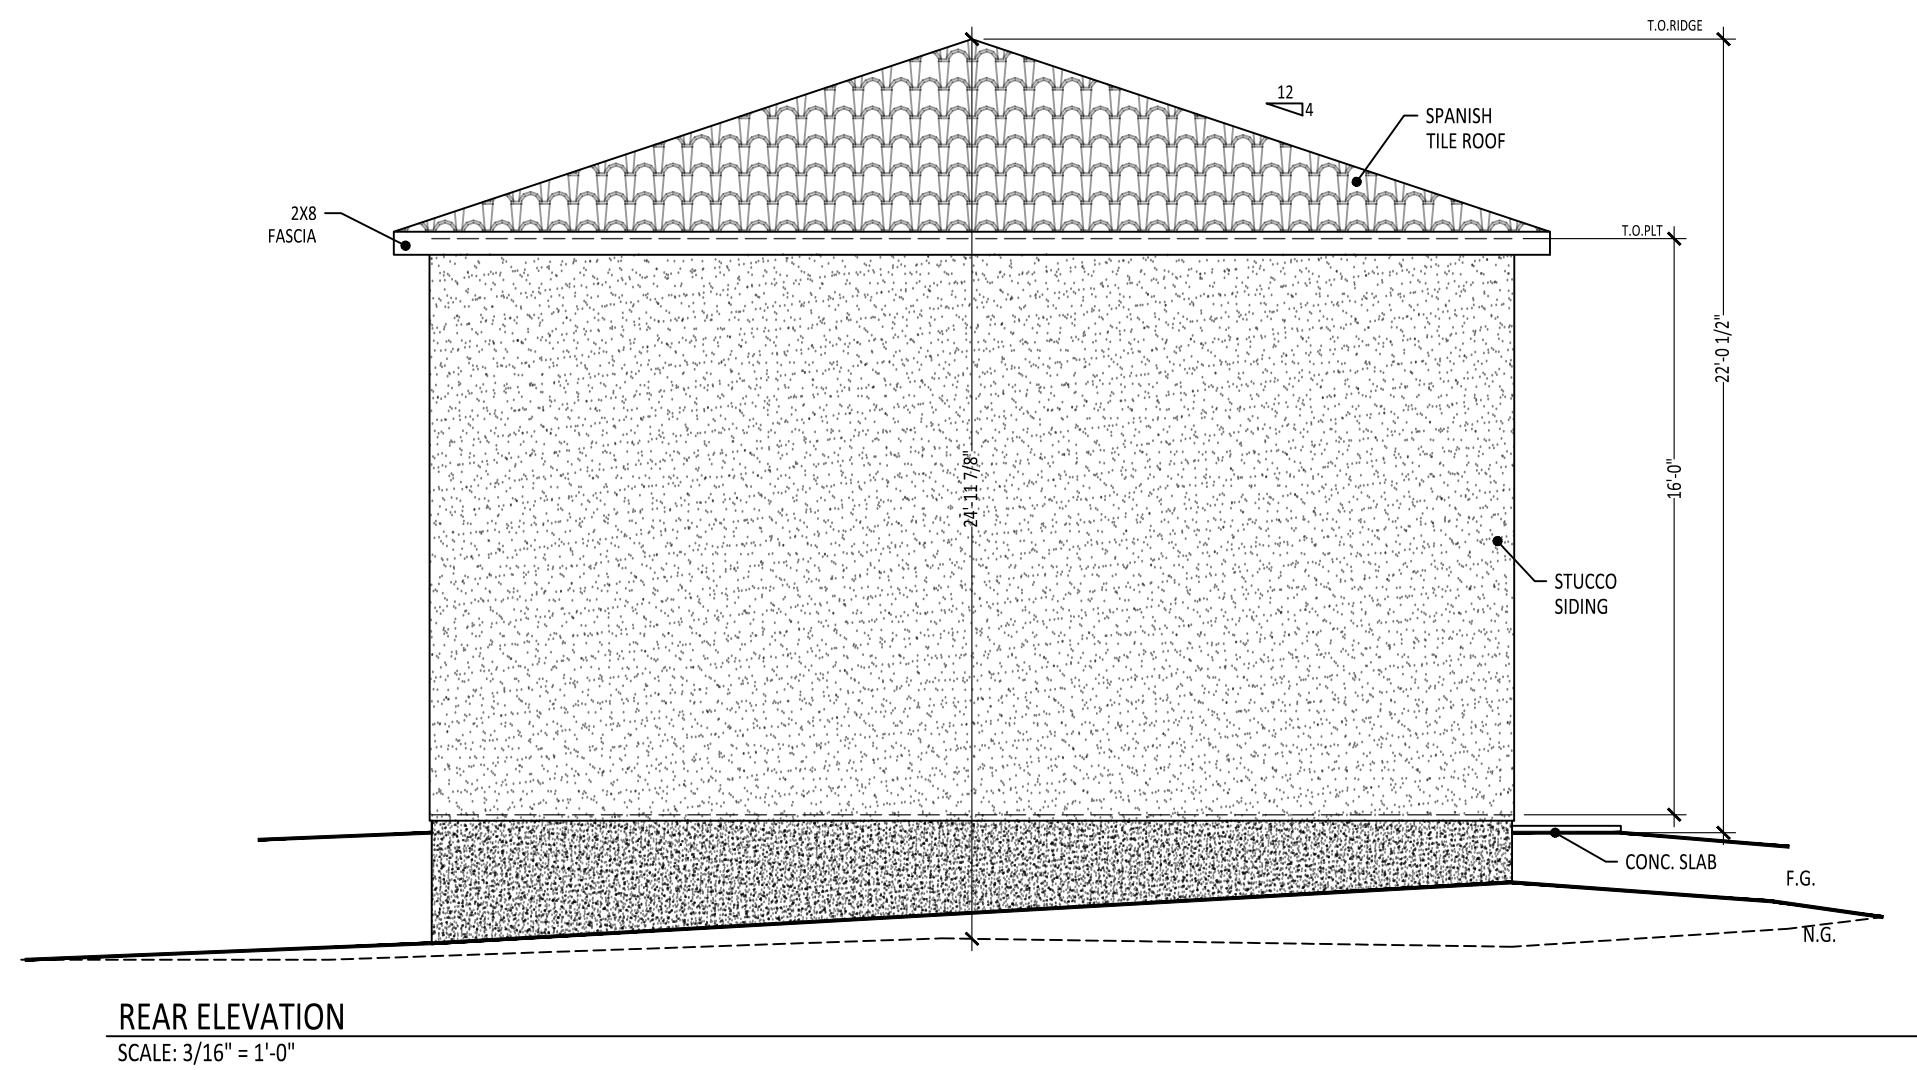 T.O.RIDGE
12
4
SPANISH
TILE ROOF
2X8
FASCIA
T.O.PLT
22'-0 1/2"
24'-11 7/8"
16'-0"
STUCCO
SIDING
CONC. SLAB
F.G.
N.G.
REAR ELEVATION
SCALE: 3/16" = 1'-0"